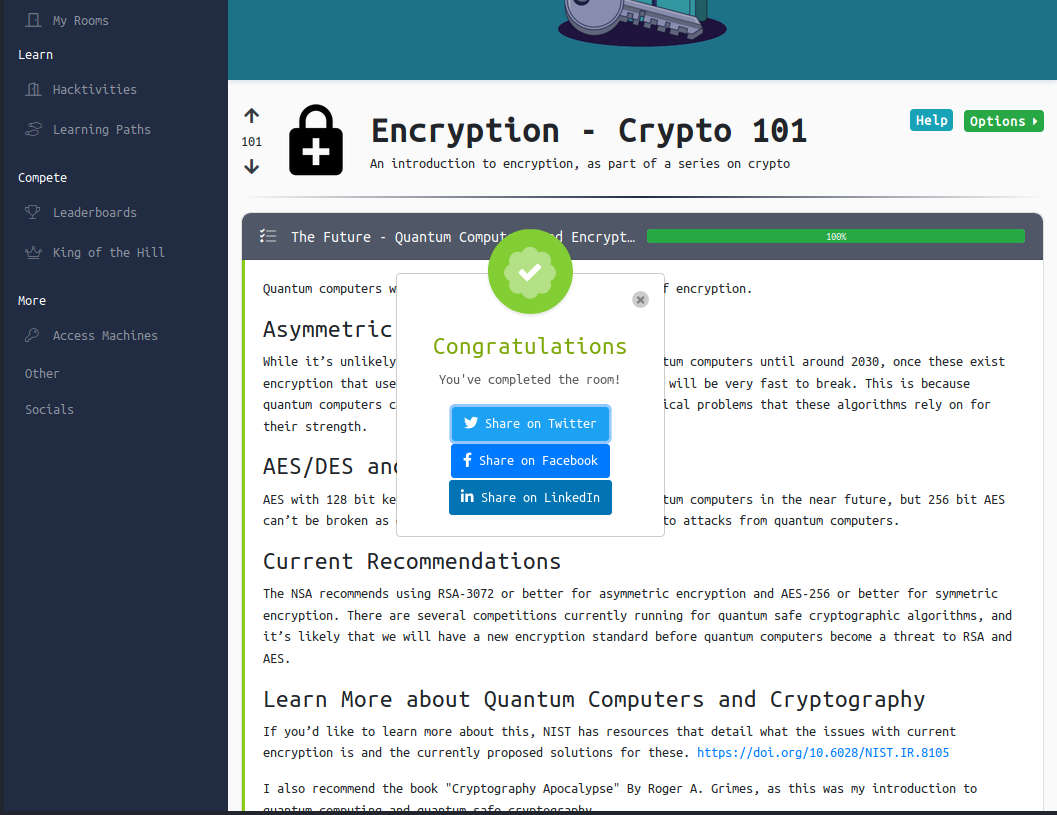 My Rooms
Learn
Hacktivities
Learning Paths
Compete
Leaderboards
King of the Hill
More
Access Machines
Other
Socials
101
Encryption - Crypto 101
An introduction to encryption, as part of a series on crypto
Help
Options
The Future - Quantum Comput d Encrypt…
100%
Quantum computers w f encryption.
Asymmetric
While it’s unlikely tum computers until around 2030, once these exist
encryption that use will be very fast to break. This is because
quantum computers c ical problems that these algorithms rely on for
their strength.
AES/DES and
AES with 128 bit ke tum computers in the near future, but 256 bit AES
can’t be broken as to attacks from quantum computers.
Congratulations
You've completed the room!
Share on Twitter
Share on Facebook
Share on LinkedIn
Current Recommendations
The NSA recommends using RSA-3072 or better for asymmetric encryption and AES-256 or better for symmetric
encryption. There are several competitions currently running for quantum safe cryptographic algorithms, and
it’s likely that we will have a new encryption standard before quantum computers become a threat to RSA and
AES.
Learn More about Quantum Computers and Cryptography
If you’d like to learn more about this, NIST has resources that detail what the issues with current
encryption is and the currently proposed solutions for these. https://doi.org/10.6028/NIST.IR.8105
I also recommend the book "Cryptography Apocalypse" By Roger A. Grimes, as this was my introduction to
quantum computing and quantum safe cryptography.